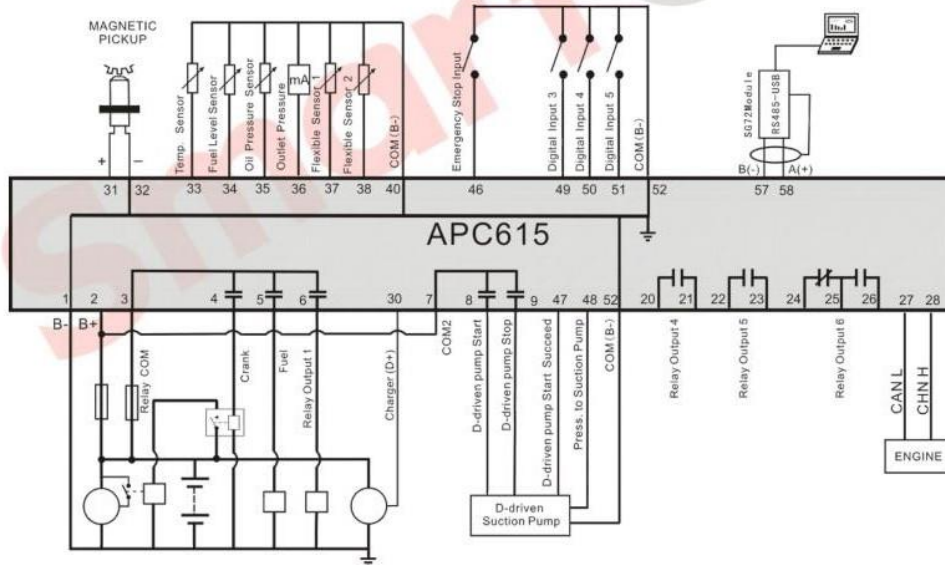 MAGNETIC
PICKUP
Temp. Sensor
Fuel Level Sensor
Oil Pressure Sensor
Outlet Pressure
mA
Flexible Sensor 1
Flexible Sensor 2
COM (B-)
Emergency Stop Input
Digital Input 3
Digital Input 4
Digital Input 5
COM (B-)
SG72Module
RS485-USB
B(-) A(+)
+ −
31 32 33 34 35 36 37 38 40 46 49 50 51 52 57 58
smart
APC615
1 2 3 4 5 6 30 7 8 9 47 48 52 20 21 22 23 24 25 26 27 28
B- B+
Relay COM
Crank
Fuel
Relay Output 1
Charger (D+)
COM2
D-driven pump Start
D-driven pump Stop
D-driven pump Start Succeed
Press. to Suction Pump
COM (B-)
Relay Output 4
Relay Output 5
Relay Output 6
CAN L
CHN H
D-driven
Suction Pump
ENGINE